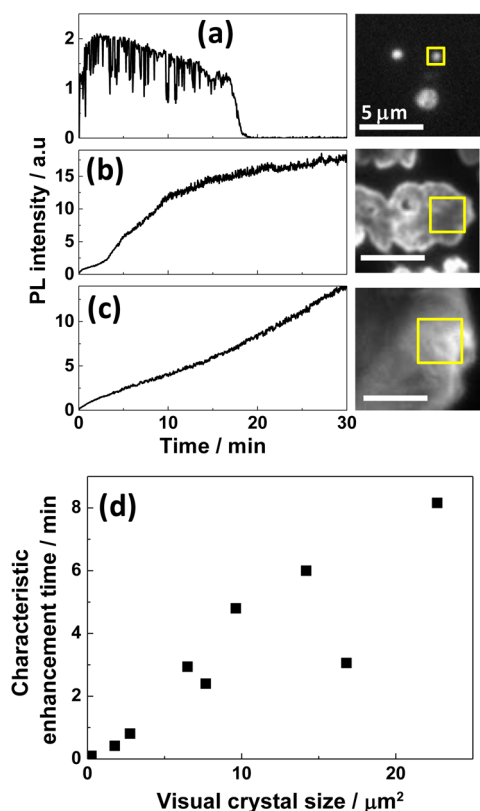 (a)
2
1
0
5 μm
(b)
15
10
5
0
PL intensity / a.u
(c)
10
5
0
0 10 20 30
Time / min
(d)
8
6
4
2
0
Characteristic
enhancement time / min
0 10 20
Visual crystal size / μm²